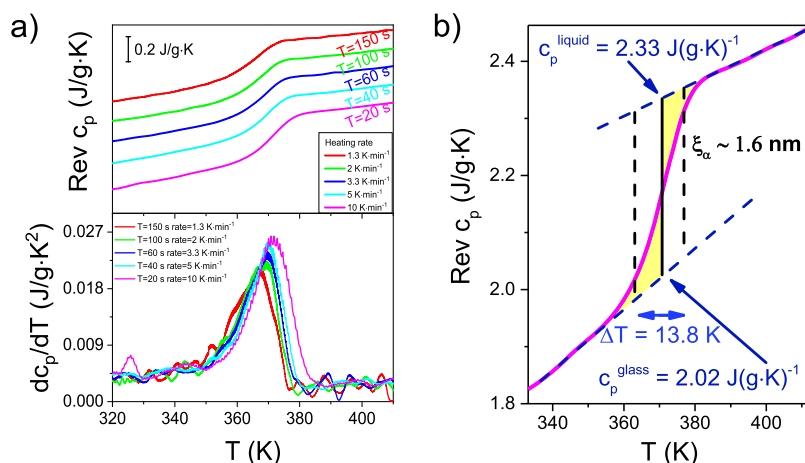 a)
0.2 J/g·K
Rev cₚ (J/g·K)
T=150 s
T=100 s
T=60 s
T=40 s
T=20 s
Heating rate
1.3 K·min⁻¹
2 K·min⁻¹
3.3 K·min⁻¹
5 K·min⁻¹
10 K·min⁻¹
dcₚ/dT (J/g·K²)
0.027
0.018
0.009
0.000
T=150 s rate=1.3 K·min⁻¹
T=100 s rate=2 K·min⁻¹
T=60 s rate=3.3 K·min⁻¹
T=40 s rate=5 K·min⁻¹
T=20 s rate=10 K·min⁻¹
320 340 360 380 400
T (K)
b)
Rev cₚ (J/g·K)
2.4
2.2
2.0
1.8
cₚ^liquid = 2.33 J(g·K)⁻¹
ξ_α ~ 1.6 nm
ΔT = 13.8 K
cₚ^glass = 2.02 J(g·K)⁻¹
340 360 380 400
T (K)